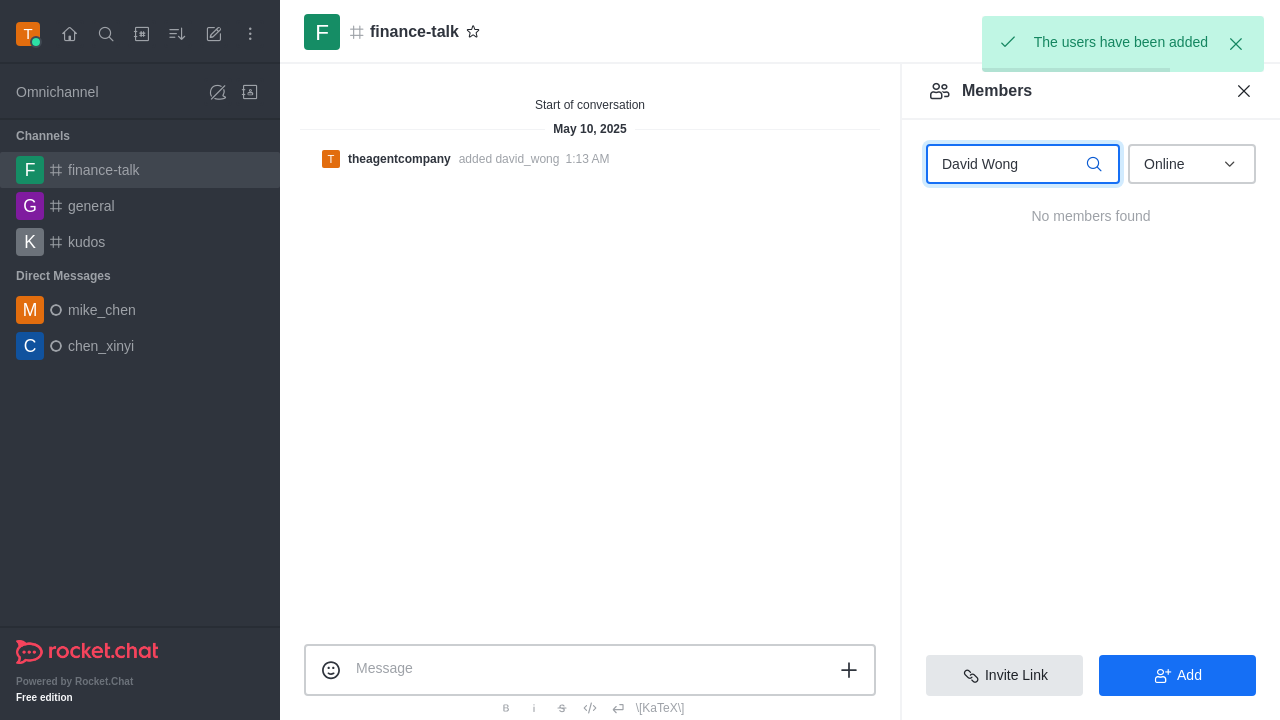 T
Omnichannel
Channels
F finance-talk
G general
K kudos
Direct Messages
M mike_chen
C chen_xinyi
rocket.chat
Powered by Rocket.Chat
Free edition
F finance-talk
Start of conversation
May 10, 2025
T theagentcompany added david_wong 1:13 AM
Message
B i S \[KaTeX\]
The users have been added
Members
David Wong
Online
No members found
Invite Link
Add